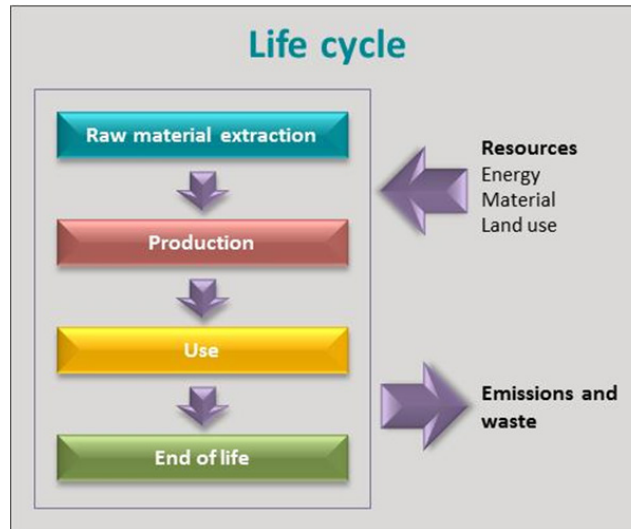 Life cycle
Raw material extraction
Production
Use
End of life
Resources
Energy
Material
Land use
Emissions and
waste